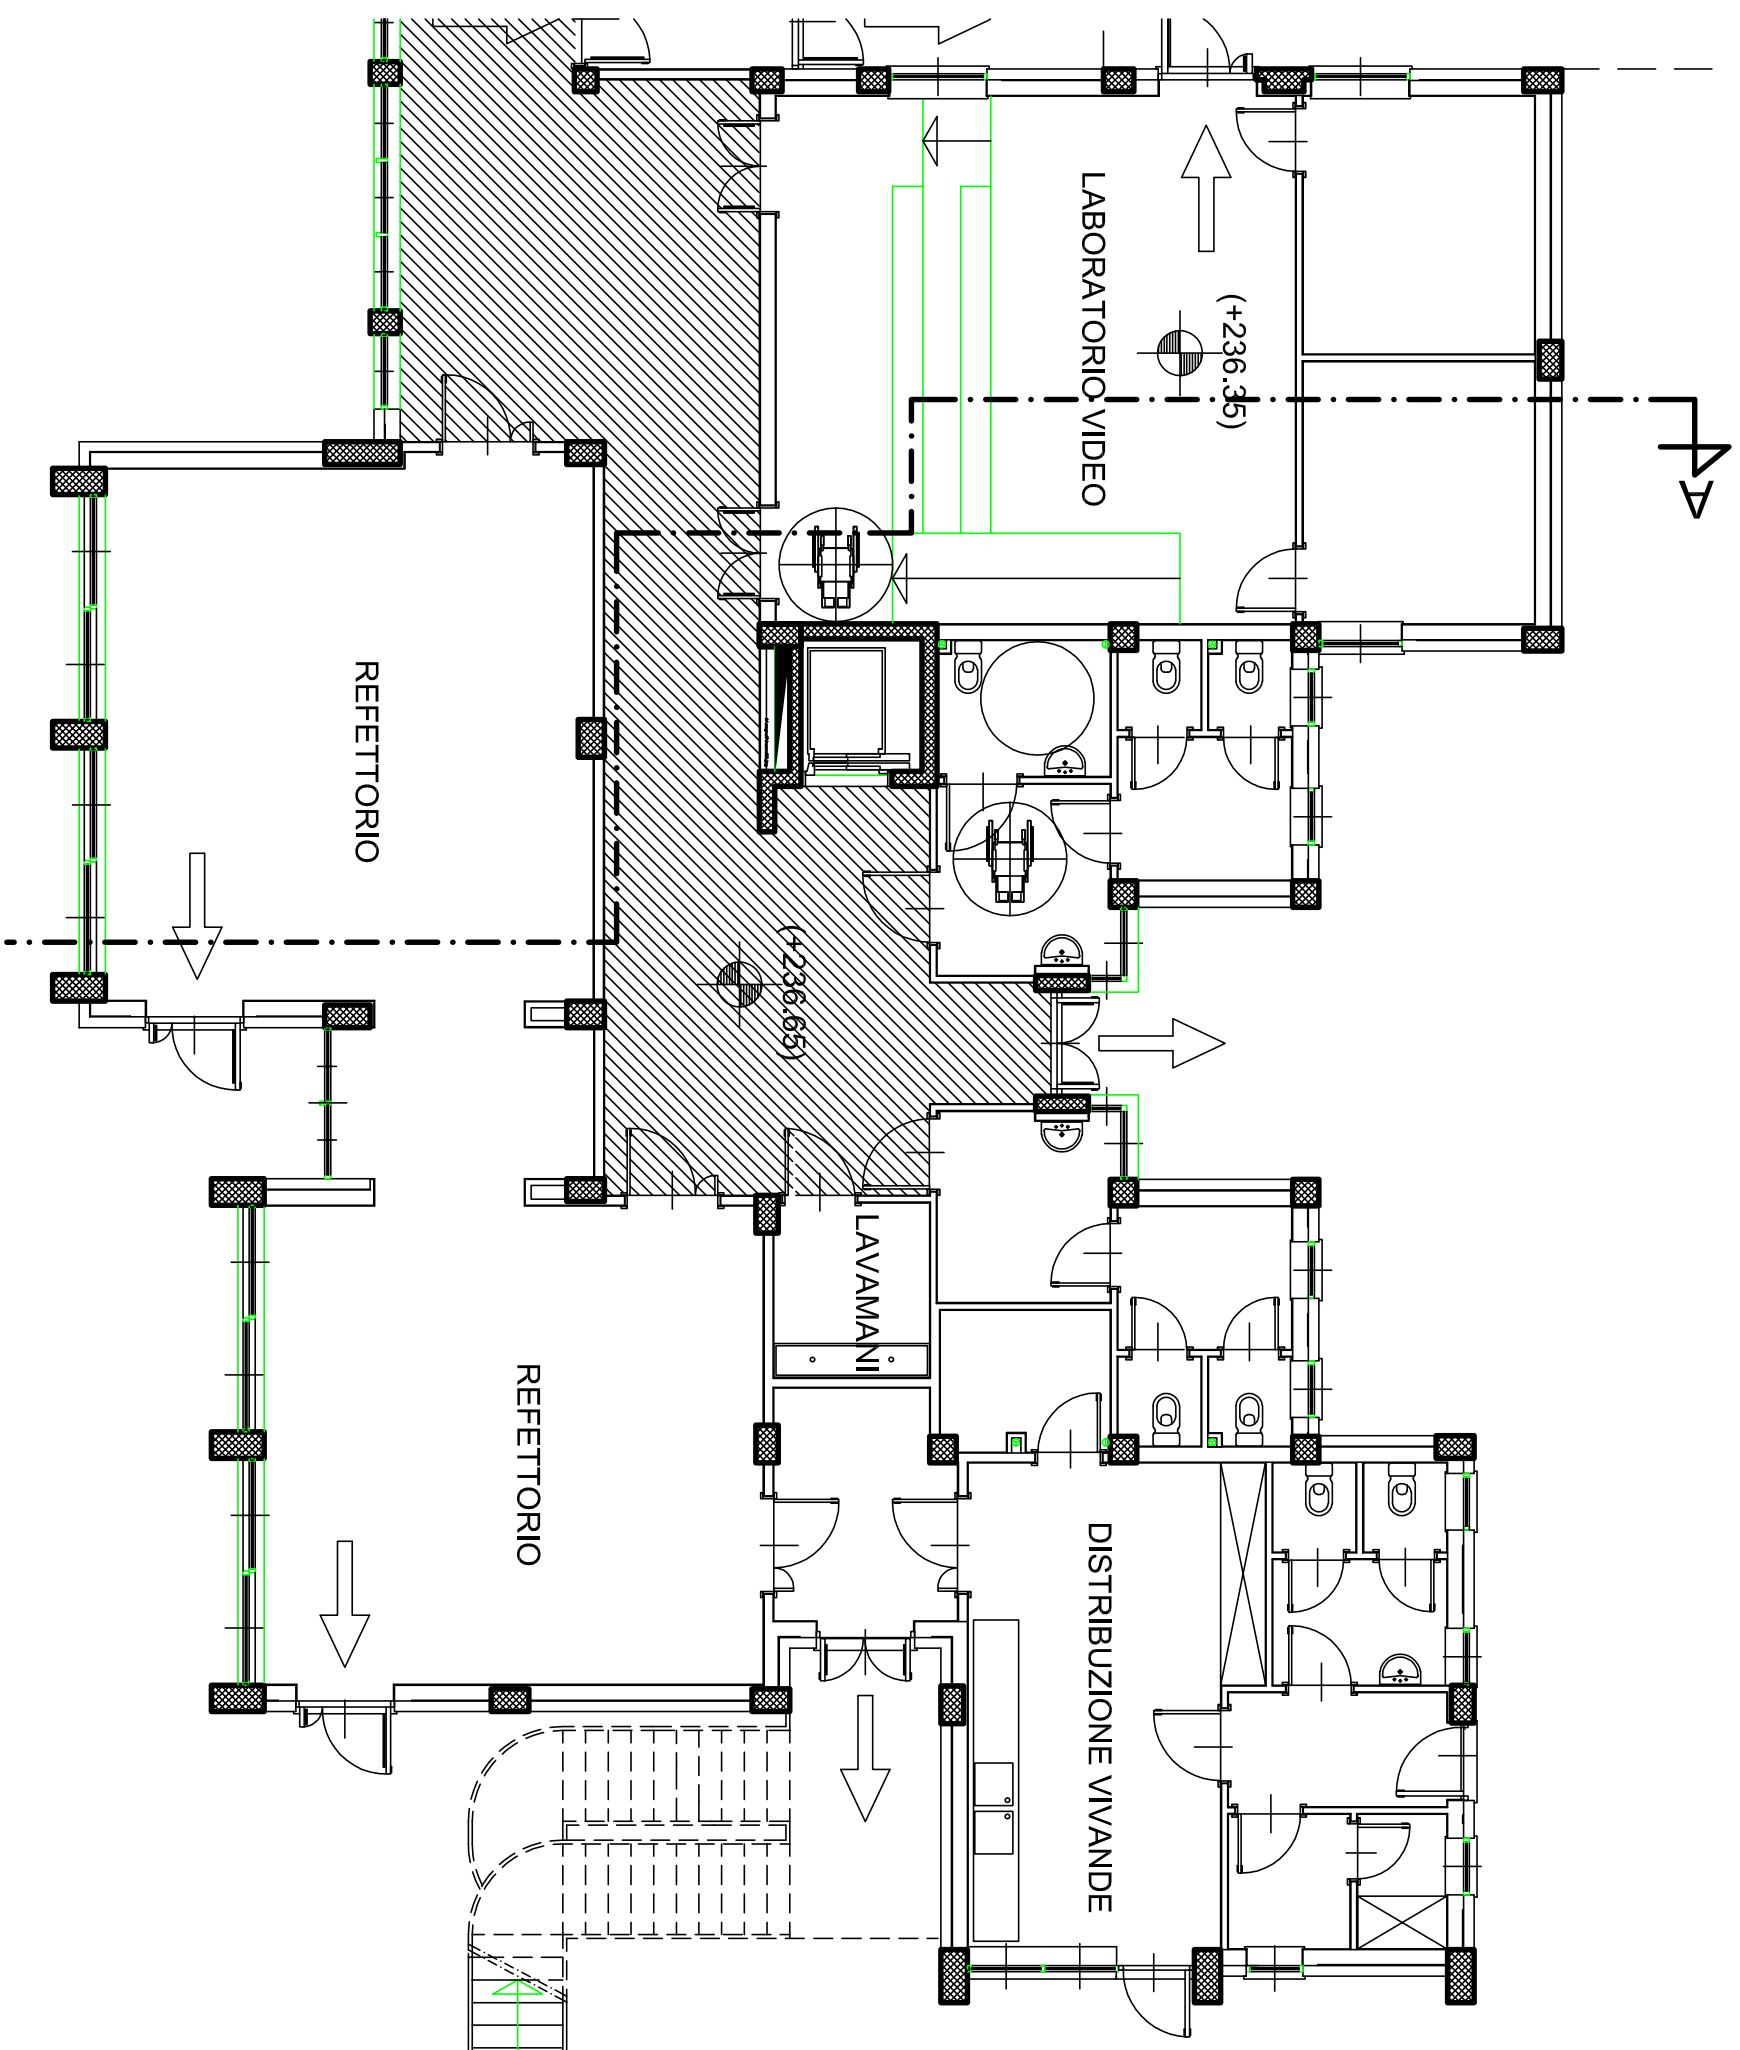 LABORATORIO VIDEO
(+236.35)
A
REFETTORIO
(+236.65)
LAVAMANI
REFETTORIO
DISTRIBUZIONE VIVANDE